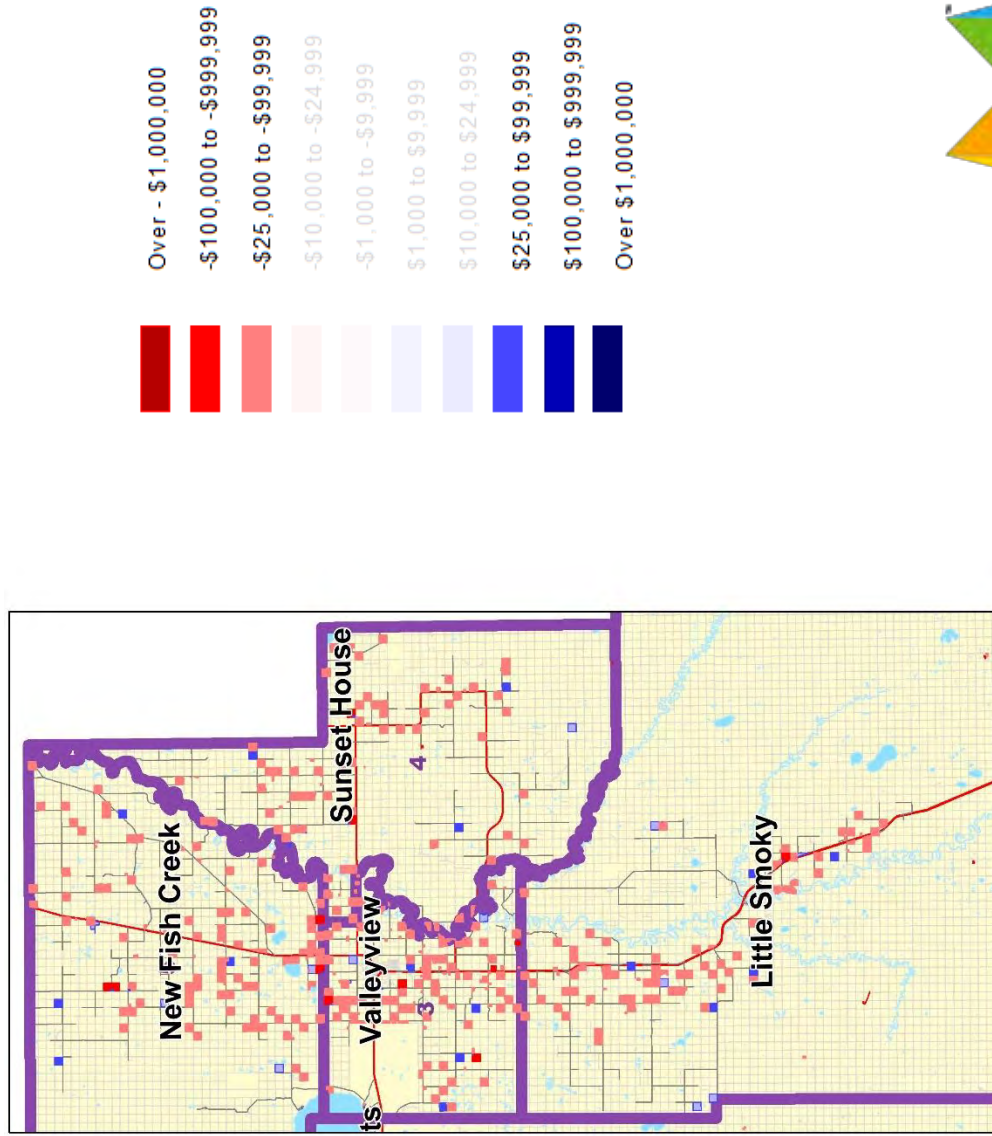 Over - $1,000,000
-$100,000 to -$999,999
-$25,000 to -$99,999
-$10,000 to -$24,999
-$1,000 to -$9,999
$1,000 to $9,999
$10,000 to $24,999
$25,000 to $99,999
$100,000 to $999,999
Over $1,000,000
New Fish Creek
Sunset House
Valleyview
ts
4
3
Little Smoky